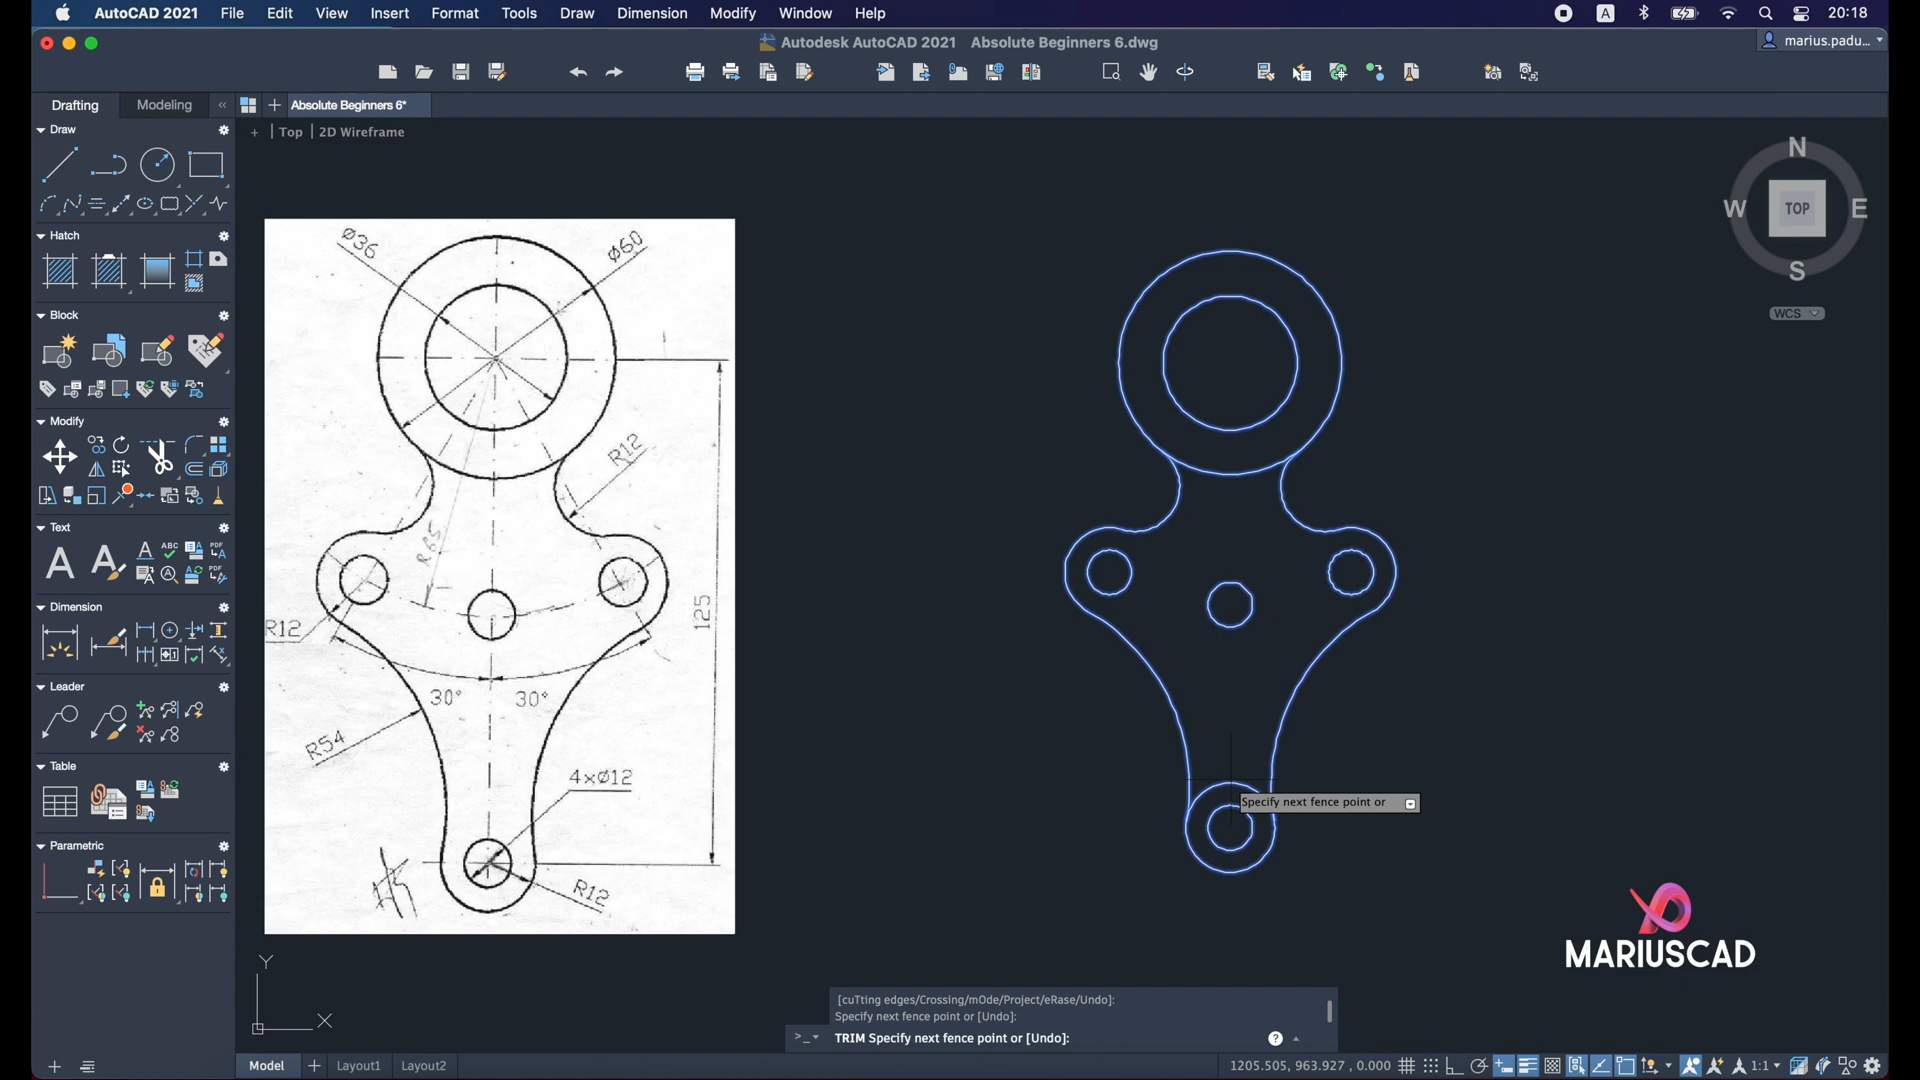 AutoCAD 2021 File Edit View Insert Format Tools Draw Dimension Modify Window Help
A
20:18
Autodesk AutoCAD 2021 Absolute Beginners 6.dwg
marius.padu...
Drafting
Modeling
Absolute Beginners 6*
+ | Top | 2D Wireframe
Draw
Hatch
Block
Modify
Text
ABC
PDF
PDF
A
A
A
Dimension
Leader
Table
Parametric
Ø36
Ø60
R12
R65
R12
125
30°
30°
R54
4xØ12
R12
N
W
TOP
E
S
WCS
Specify next fence point or
MARIUSCAD
Y
X
[cuTting edges/Crossing/mOde/Project/eRase/Undo]:
Specify next fence point or [Undo]:
>_ TRIM Specify next fence point or [Undo]:
?
Model
Layout1
Layout2
1205.505, 963.927 , 0.000
1:1